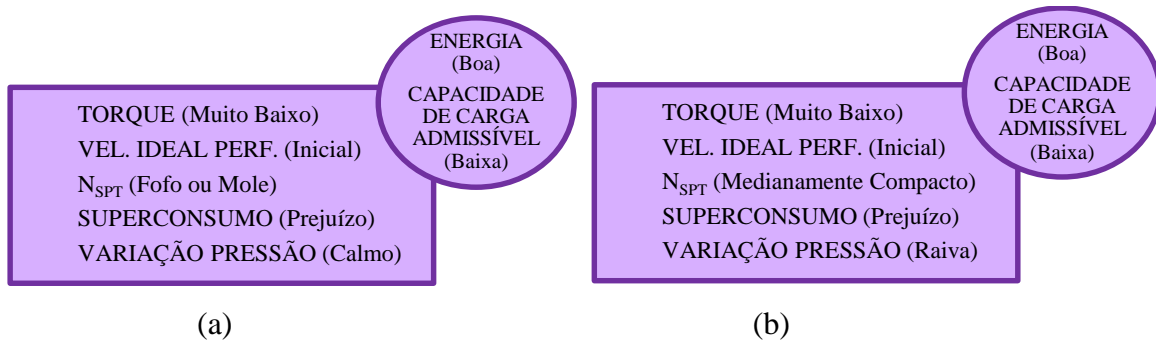 ENERGIA
(Boa)
CAPACIDADE
DE CARGA
ADMISSÍVEL
(Baixa)
TORQUE (Muito Baixo)
VEL. IDEAL PERF. (Inicial)
NSPT (Fofo ou Mole)
SUPERCONSUMO (Prejuízo)
VARIAÇÃO PRESSÃO (Calmo)
(a)
ENERGIA
(Boa)
CAPACIDADE
DE CARGA
ADMISSÍVEL
(Baixa)
TORQUE (Muito Baixo)
VEL. IDEAL PERF. (Inicial)
NSPT (Medianamente Compacto)
SUPERCONSUMO (Prejuízo)
VARIAÇÃO PRESSÃO (Raiva)
(b)